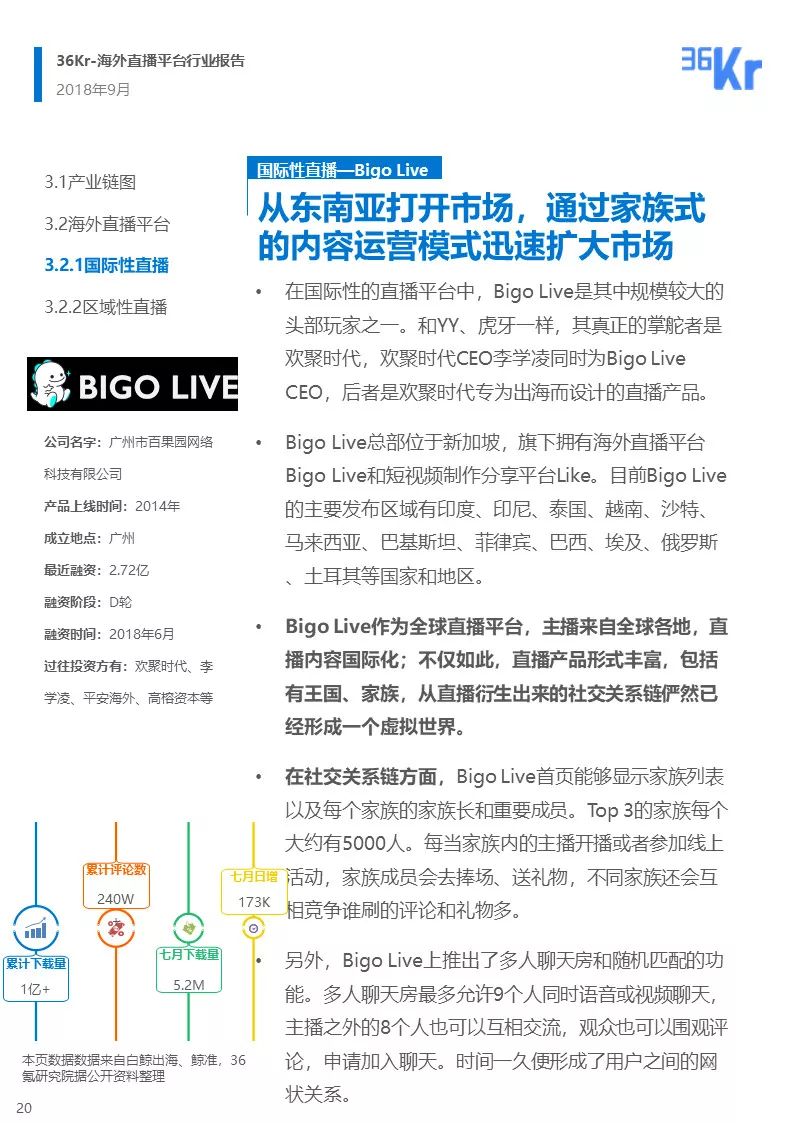 36Kr-海外直播平台行业报告
2018年9月
36Kr
3.1产业链图
3.2海外直播平台
3.2.1国际性直播
3.2.2区域性直播
BIGO LIVE
公司名字：广州市百果园网络
科技有限公司
产品上线时间：2014年
成立地点：广州
最近融资：2.72亿
融资阶段：D轮
融资时间：2018年6月
过往投资方有：欢聚时代、李
学凌、平安海外、高榕资本等
国际性直播—Bigo Live
从东南亚打开市场，通过家族式
的内容运营模式迅速扩大市场
• 在国际性的直播平台中，Bigo Live是其中规模较大的
头部玩家之一。和YY、虎牙一样，其真正的掌舵者是
欢聚时代，欢聚时代CEO李学凌同时为Bigo Live
CEO，后者是欢聚时代专为出海而设计的直播产品。
• Bigo Live总部位于新加坡，旗下拥有海外直播平台
Bigo Live和短视频制作分享平台Like。目前Bigo Live
的主要发布区域有印度、印尼、泰国、越南、沙特、
马来西亚、巴基斯坦、菲律宾、巴西、埃及、俄罗斯
、土耳其等国家和地区。
• Bigo Live作为全球直播平台，主播来自全球各地，直
播内容国际化；不仅如此，直播产品形式丰富，包括
有王国、家族，从直播衍生出来的社交关系链俨然已
经形成一个虚拟世界。
• 在社交关系链方面，Bigo Live首页能够显示家族列表
以及每个家族的家族长和重要成员。Top 3的家族每个
大约有5000人。每当家族内的主播开播或者参加线上
活动，家族成员会去捧场、送礼物，不同家族还会互
相竞争谁刷的评论和礼物多。
• 另外，Bigo Live上推出了多人聊天房和随机匹配的功
能。多人聊天房最多允许9个人同时语音或视频聊天，
主播之外的8个人也可以互相交流，观众也可以围观评
论，申请加入聊天。时间一久便形成了用户之间的网
状关系。
累计下载量
1亿+
累计评论数
240W
七月下载量
5.2M
七月日增
173K
本页数据数据来自白鲸出海、鲸准，36
氪研究院据公开资料整理
20